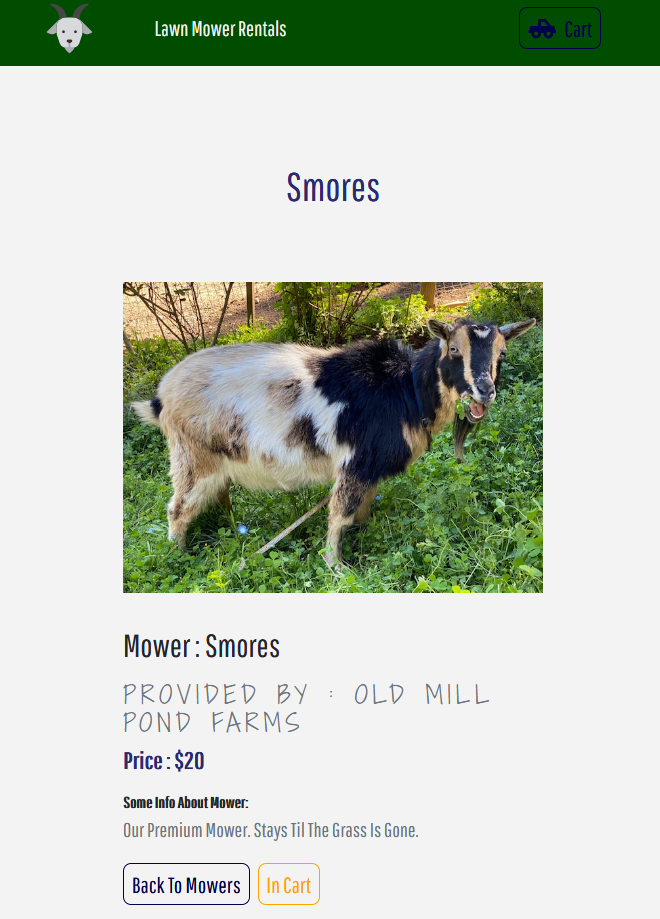 Lawn Mower Rentals
Cart
Smores
Mower : Smores
PROVIDED BY : OLD MILL
POND FARMS
Price : $20
Some Info About Mower:
Our Premium Mower. Stays Til The Grass Is Gone.
Back To Mowers
In Cart